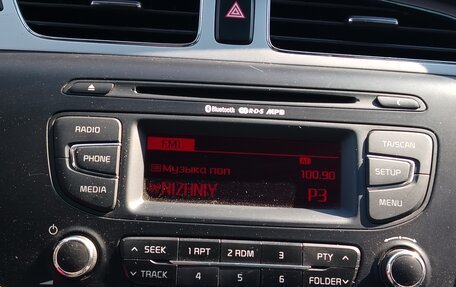 Bluetooth R·D·S MP3
RADIO
PHONE
MEDIA
FM1
AF
Музыка поп 100.90
NIZHNIY P3
TA/SCAN
SETUP
MENU
SEEK 1 RPT 2 RDM 3 PTY
TRACK 4 5 6 FOLDER